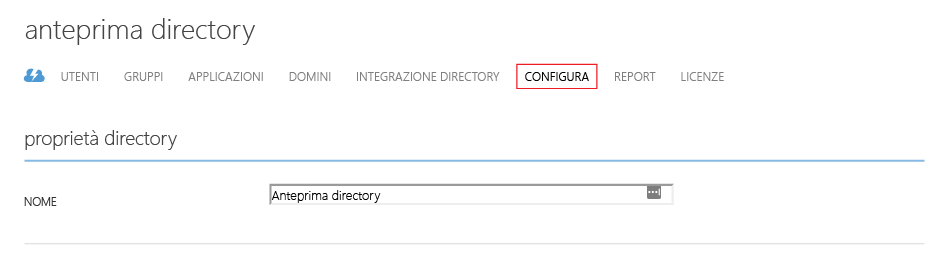 anteprima directory
UTENTI GRUPPI APPLICAZIONI DOMINI INTEGRAZIONE DIRECTORY CONFIGURA REPORT LICENZE
proprietà directory
NOME Anteprima directory